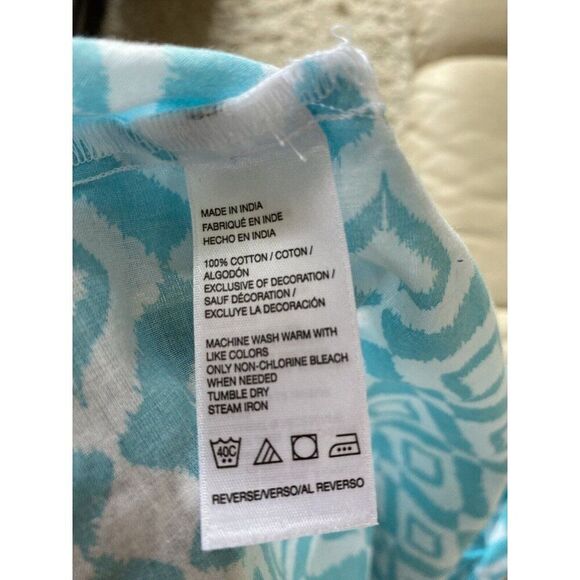 MADE IN INDIA
FABRIQUÉ EN INDE
HECHO EN INDIA
100% COTTON / COTON /
ALGODÓN
EXCLUSIVE OF DECORATION /
SAUF DÉCORATION /
EXCLUYE LA DECORACIÓN
MACHINE WASH WARM WITH
LIKE COLORS
ONLY NON-CHLORINE BLEACH
WHEN NEEDED
TUMBLE DRY
STEAM IRON
40C
REVERSE/VERSO/AL REVERSO